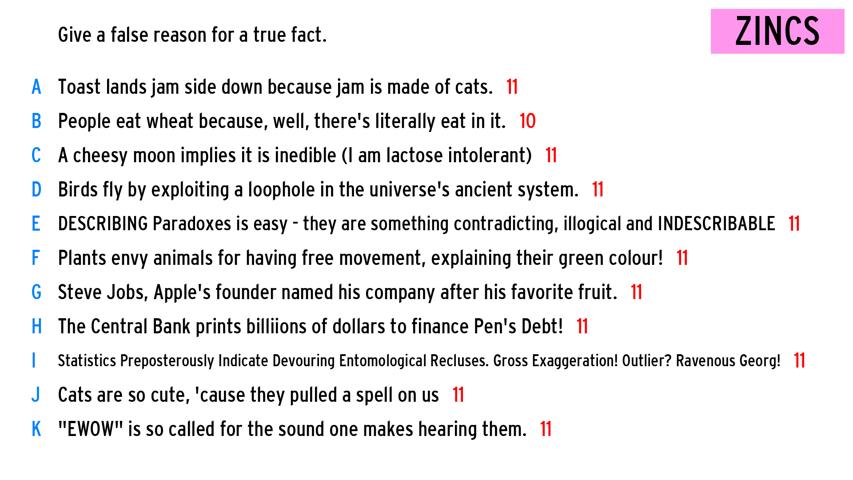 Give a false reason for a true fact.
ZINCS
A Toast lands jam side down because jam is made of cats. 11
B People eat wheat because, well, there's literally eat in it. 10
C A cheesy moon implies it is inedible (I am lactose intolerant) 11
D Birds fly by exploiting a loophole in the universe's ancient system. 11
E DESCRIBING Paradoxes is easy - they are something contradicting, illogical and INDESCRIBABLE 11
F Plants envy animals for having free movement, explaining their green colour! 11
G Steve Jobs, Apple's founder named his company after his favorite fruit. 11
H The Central Bank prints billiions of dollars to finance Pen's Debt! 11
I Statistics Preposterously Indicate Devouring Entomological Recluses. Gross Exaggeration! Outlier? Ravenous Georg! 11
J Cats are so cute, 'cause they pulled a spell on us 11
K "EWOW" is so called for the sound one makes hearing them. 11